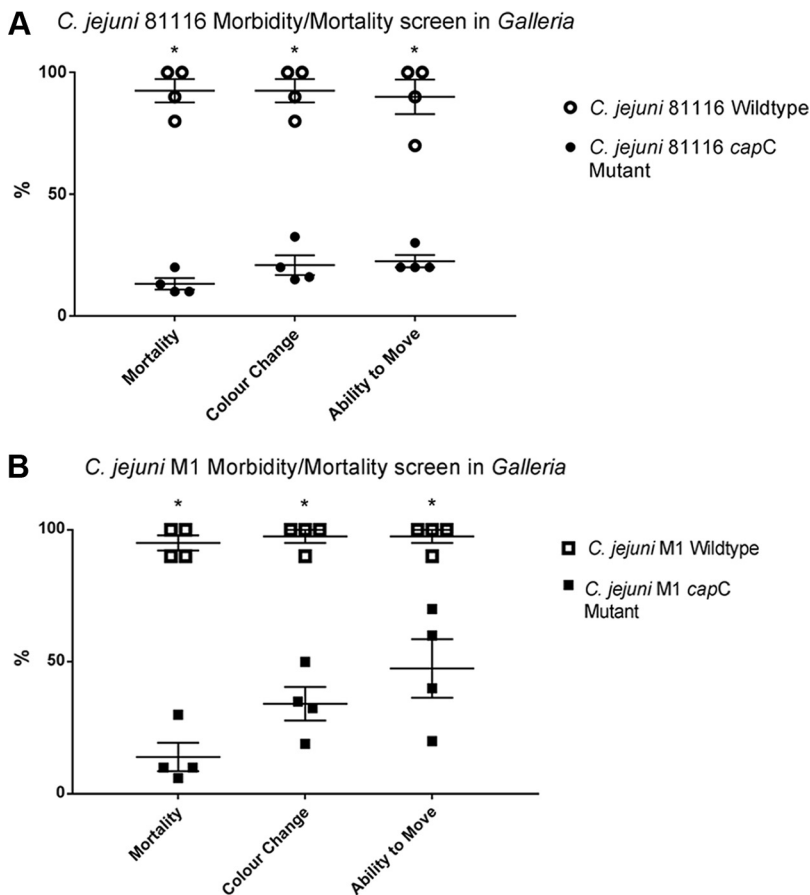 A
C. jejuni 81116 Morbidity/Mortality screen in Galleria
* * *
100
50
0
%
Mortality
Colour Change
Ability to Move
C. jejuni 81116 Wildtype
C. jejuni 81116 capC
Mutant
B
C. jejuni M1 Morbidity/Mortality screen in Galleria
* * *
100
50
0
%
Mortality
Colour Change
Ability to Move
C. jejuni M1 Wildtype
C. jejuni M1 capC
Mutant